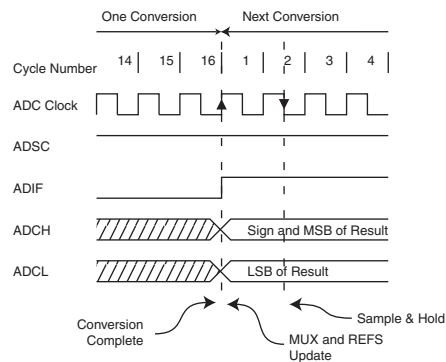 One Conversion Next Conversion
Cycle Number 14 15 16 1 2 3 4
ADC Clock
ADSC
ADIF
ADCH Sign and MSB of Result
ADCL LSB of Result
Conversion
Complete
MUX and REFS
Update
Sample & Hold